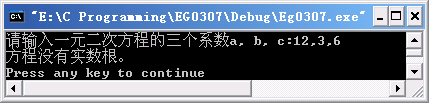 "E:\C Programming\EG0307\Debug\Eg0307.exe"
请输入一元二次方程的三个系数a, b, c:12,3,6
方程没有实数根。
Press any key to continue